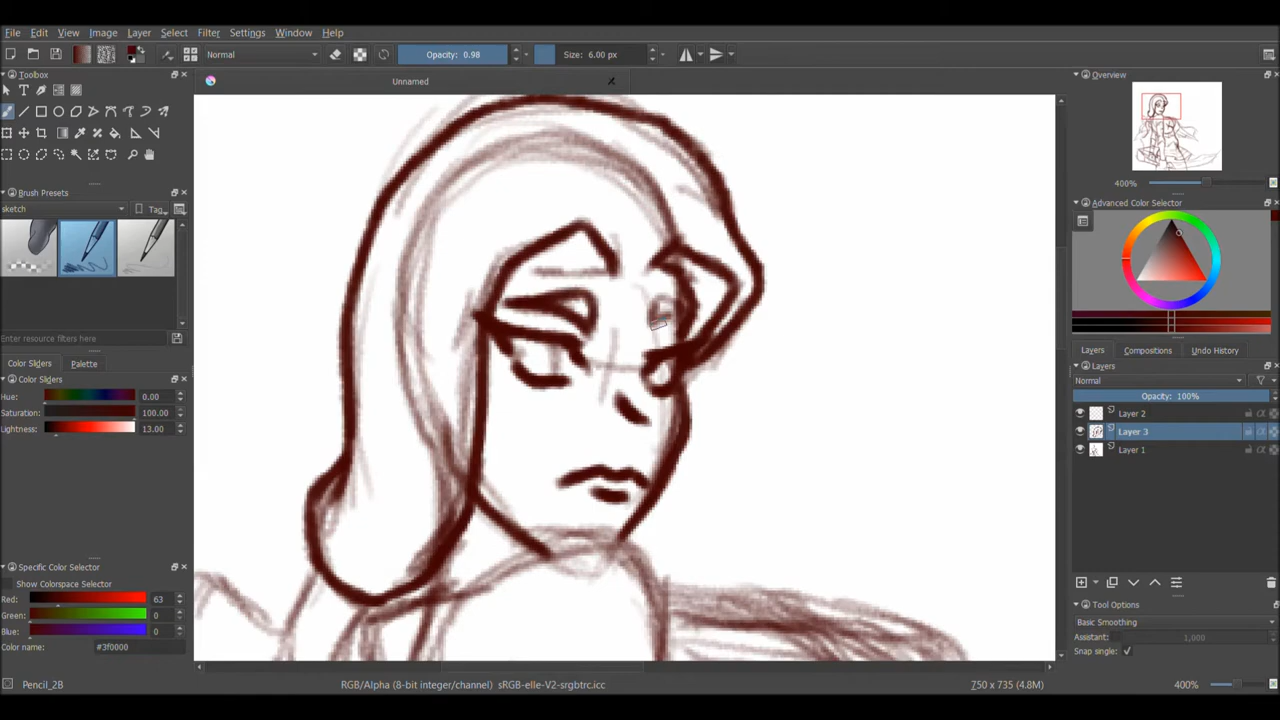 File Edit View Image Layer Select Filter Settings Window Help
Normal
Opacity: 0.98
Size: 6.00 px
Toolbox
Unnamed
Overview
400%
Brush Presets
sketch
Tag
Advanced Color Selector
Enter resource filters here
Color Sliders Palette
Color Sliders
Hue: 0.00
Saturation: 100.00
Lightness: 13.00
Layers Compositions Undo History
Layers
Normal
Opacity: 100%
Layer 2
Layer 3
Layer 1
Specific Color Selector
Show Colorspace Selector
Red: 63
Green: 0
Blue: 0
Color name: #3f0000
Tool Options
Basic Smoothing
Assistant: 1,000
Snap single:
Pencil_2B
RGB/Alpha (8-bit integer/channel) sRGB-elle-V2-srgbtrc.icc
750 x 735 (4.8M)
400%